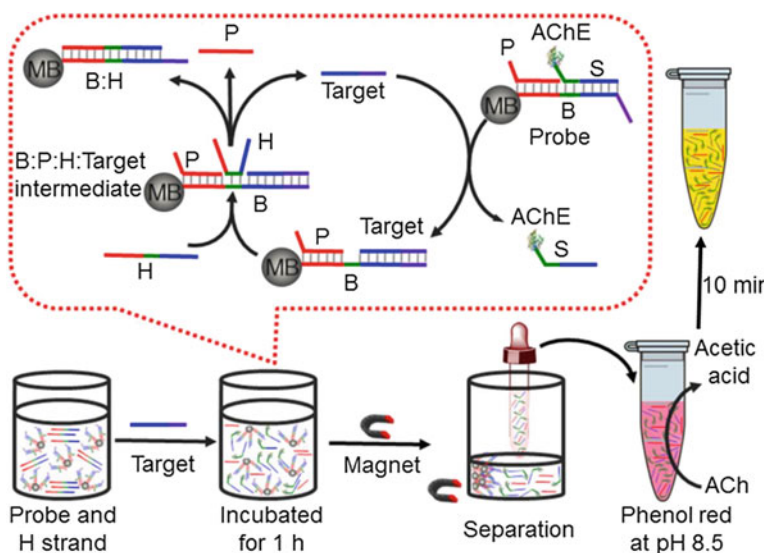 P
AChE
P
S
MB
B:H
Target
B
MB
Probe
H
B:P:H:Target
intermediate
P
MB
B
Target
AChE
P
S
H
MB
B
10 min
Acetic
acid
Target
Magnet
ACh
Probe and
H strand
Incubated
for 1 h
Separation
Phenol red
at pH 8.5